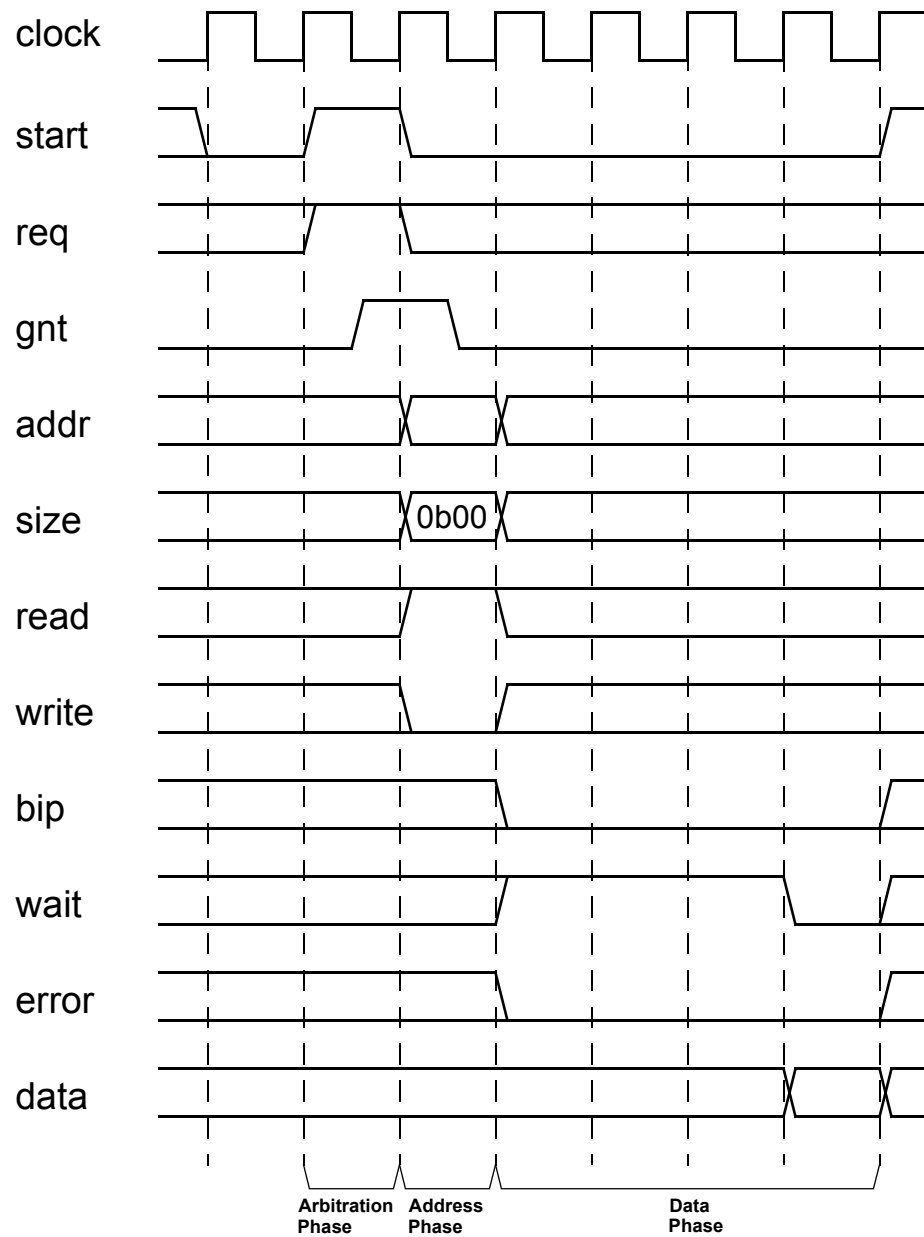 clock
start
req
gnt
addr
size
0b00
read
write
bip
wait
error
data
Arbitration
Phase
Address
Phase
Data
Phase